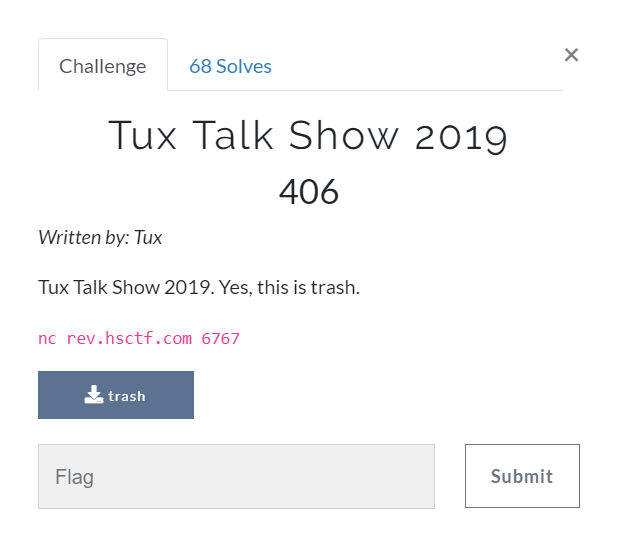 Challenge
68 Solves
×
Tux Talk Show 2019
406
Written by: Tux
Tux Talk Show 2019. Yes, this is trash.
nc rev.hsctf.com 6767
trash
Flag
Submit